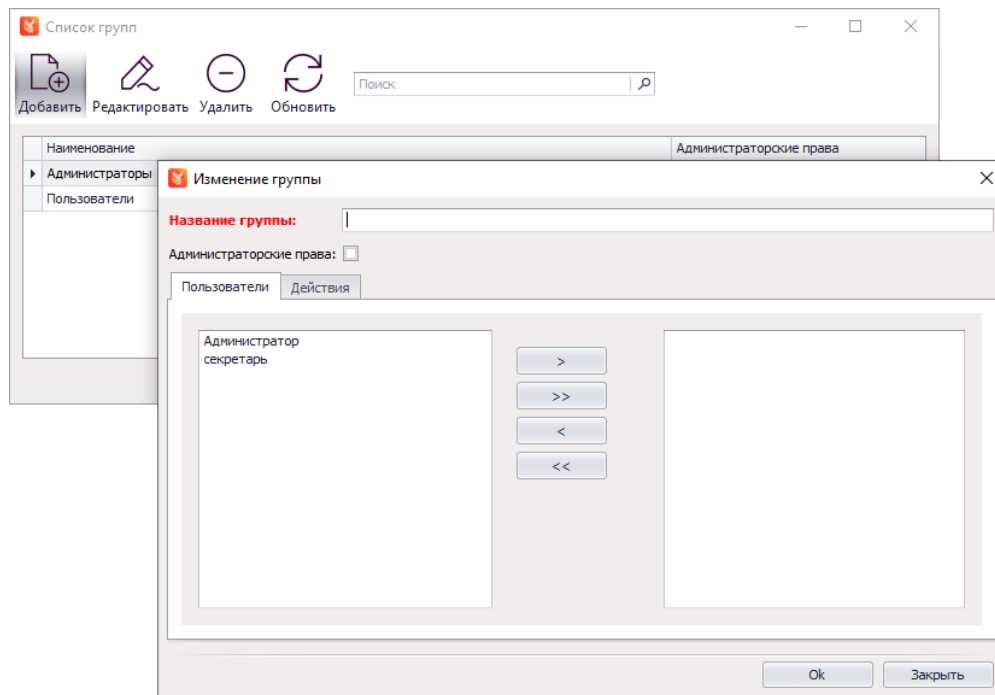 Список групп
Добавить Редактировать Удалить Обновить Поиск
Наименование Администраторские права
Администраторы
Пользователи
Изменение группы
Название группы:
Администраторские права:
Пользователи Действия
Администратор
секретарь
>
>>
<
<<
Ok Закрыть